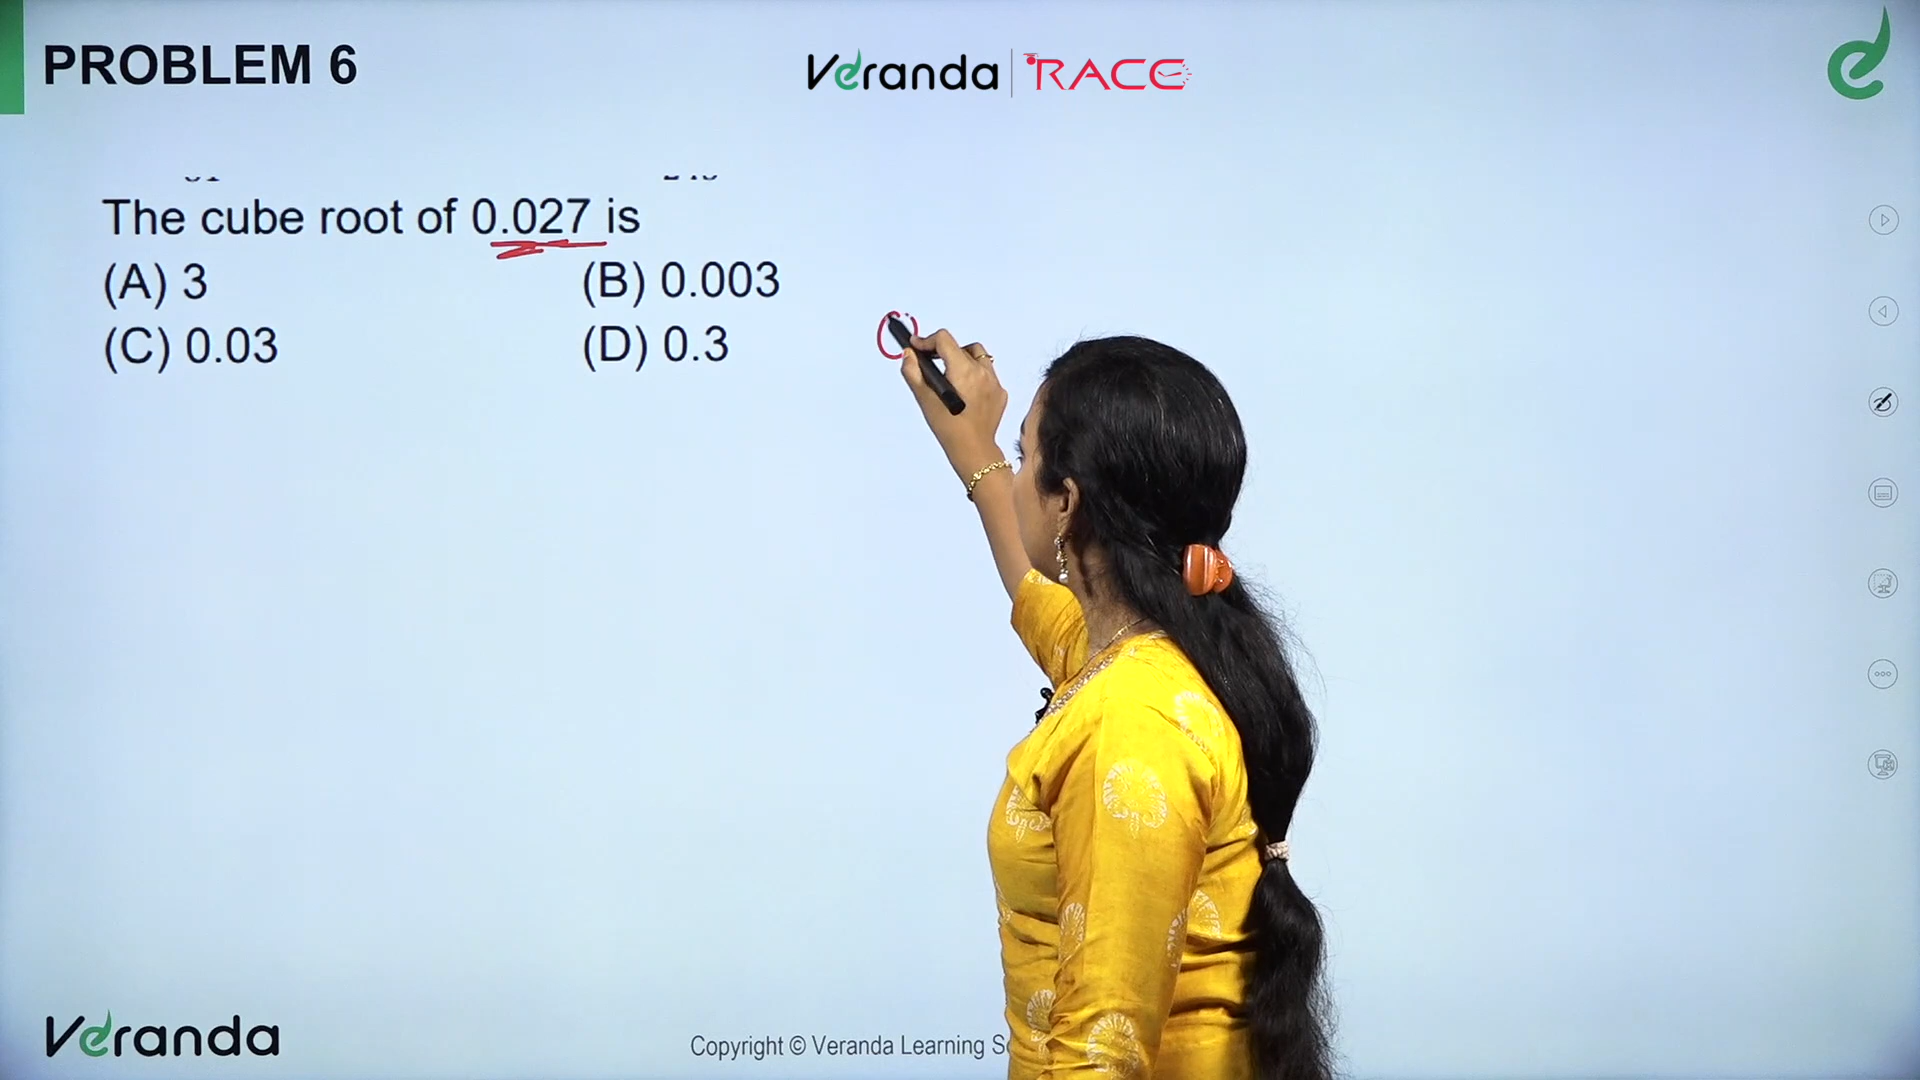 PROBLEM 6
Veranda RACE
The cube root of 0.027 is
(A) 3 (B) 0.003
(C) 0.03 (D) 0.3
Veranda
Copyright © Veranda Learning